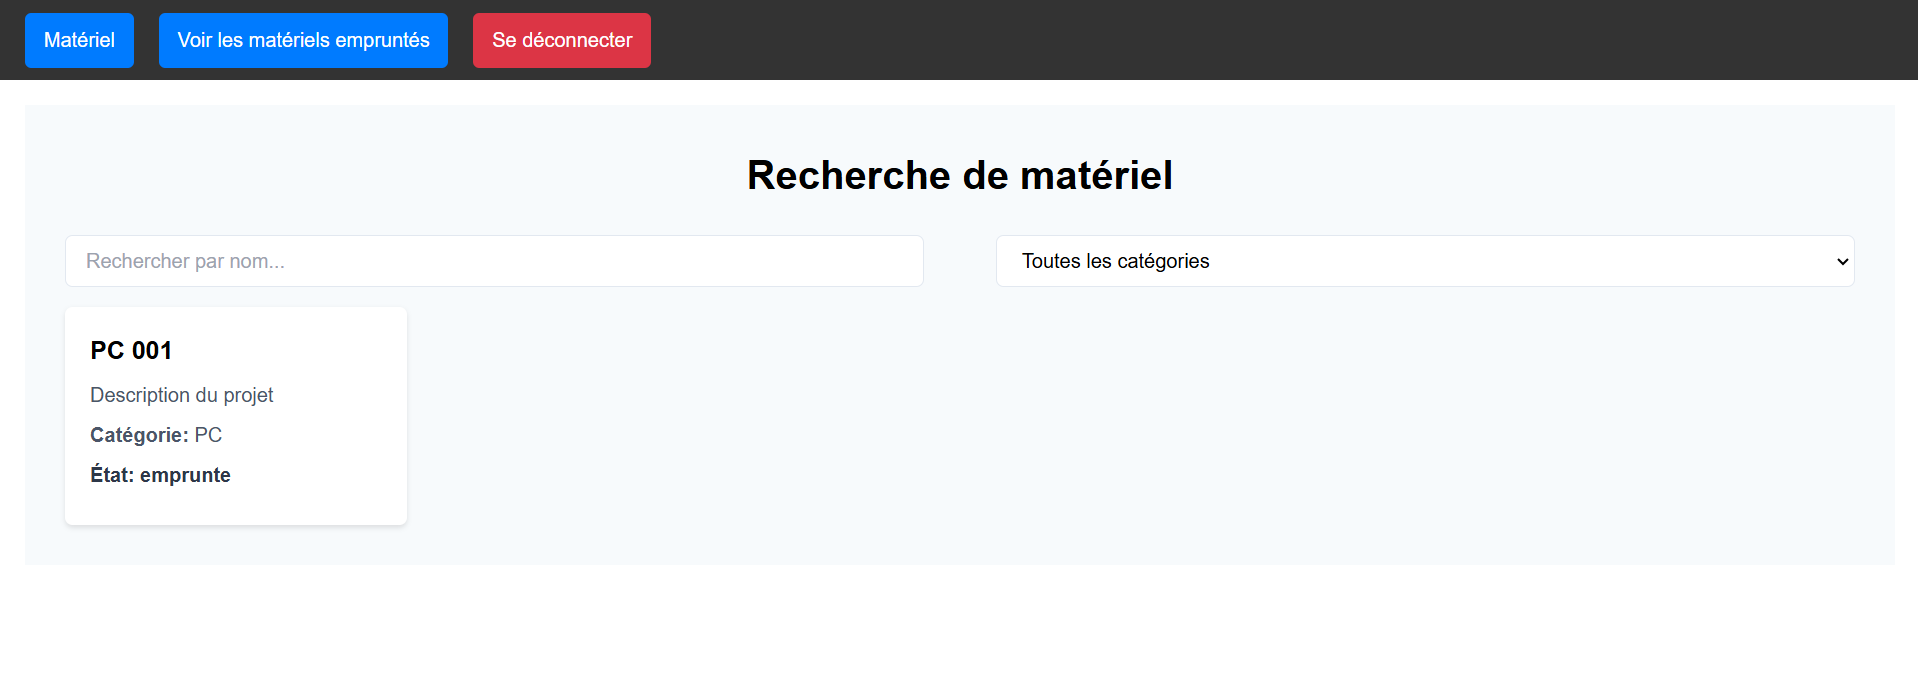 Matériel
Voir les matériels empruntés
Se déconnecter
Recherche de matériel
Rechercher par nom...
Toutes les catégories
PC 001
Description du projet
Catégorie: PC
État: emprunte